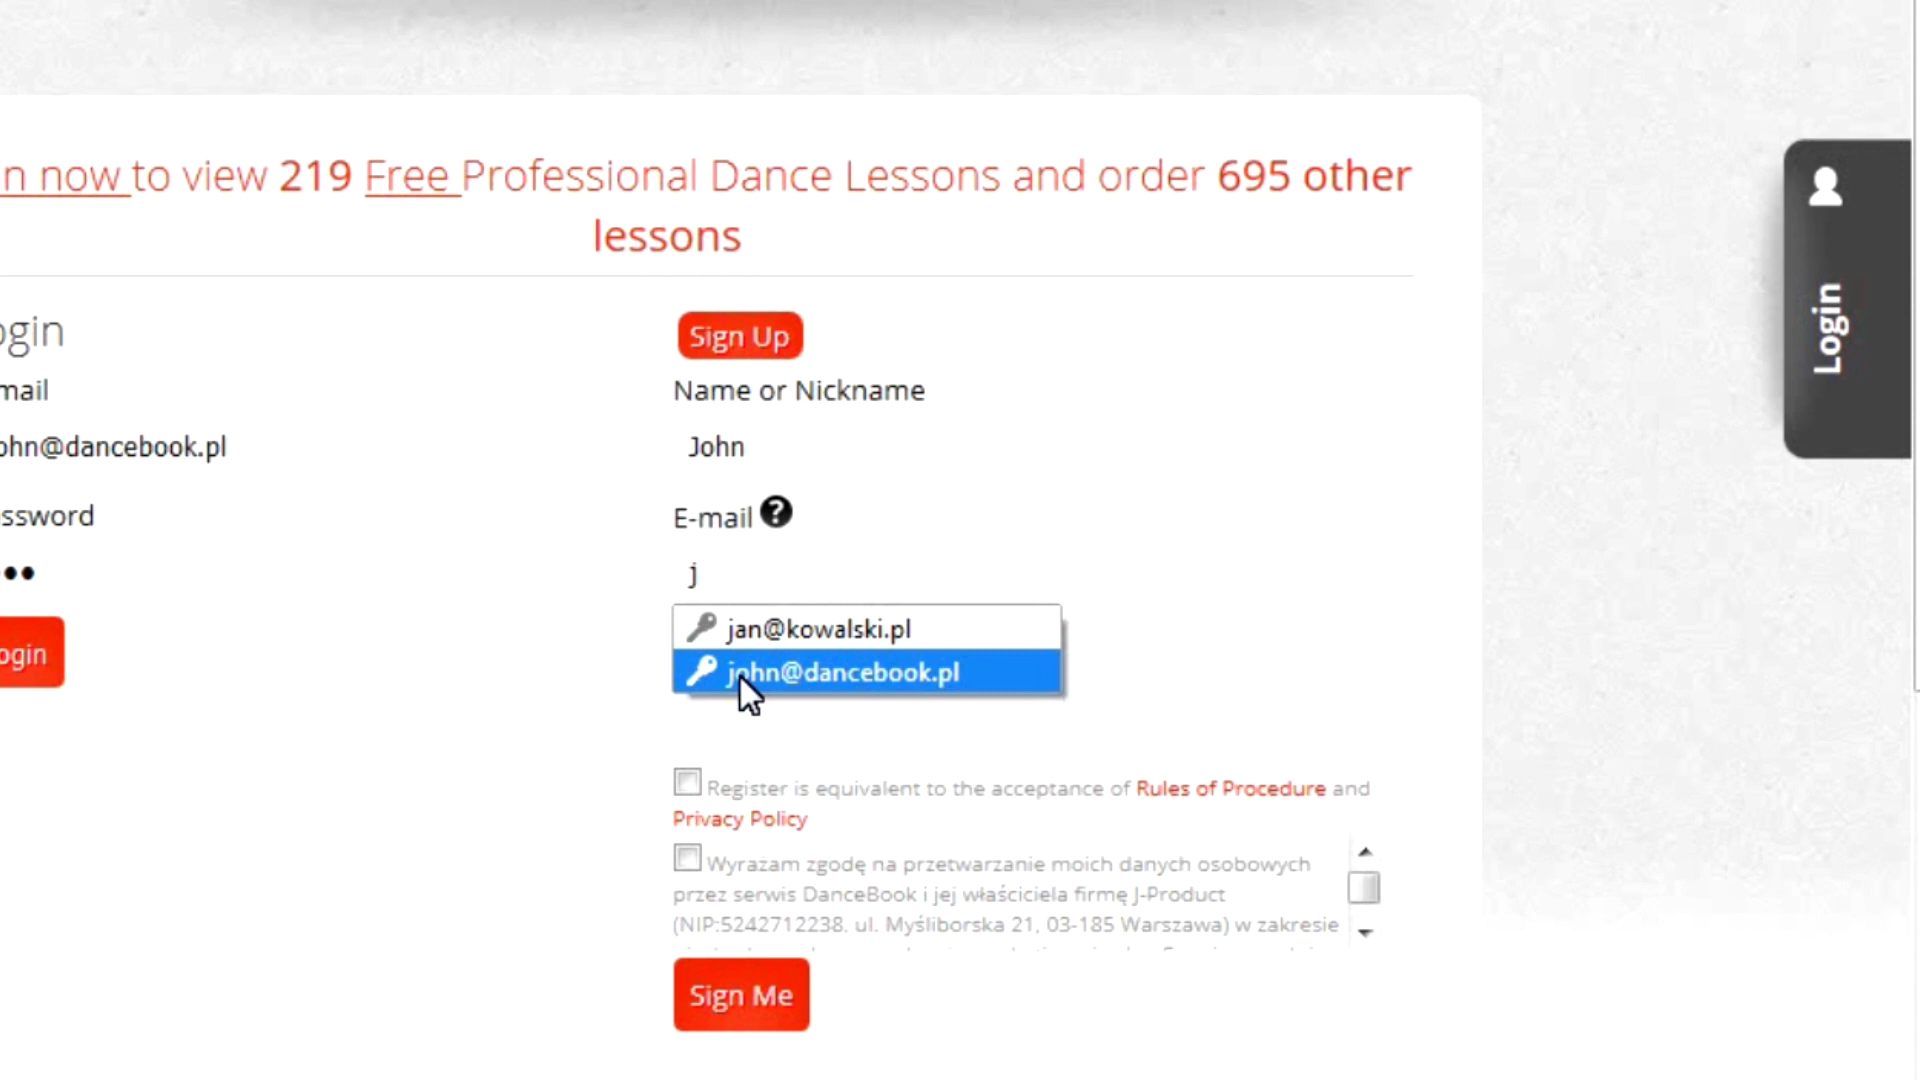 n now to view 219 Free Professional Dance Lessons and order 695 other
lessons
ogin
mail
ohn@dancebook.pl
ssword
ogin
Sign Up
Name or Nickname
John
E-mail ?
j
jan@kowalski.pl
john@dancebook.pl
Register is equivalent to the acceptance of Rules of Procedure and
Privacy Policy
Wyrażam zgodę na przetwarzanie moich danych osobowych
przez serwis DanceBook i jej właściciela firmę J-Product
(NIP:5242712238, ul. Myśliborska 21, 03-185 Warszawa) w zakresie
Sign Me
Login